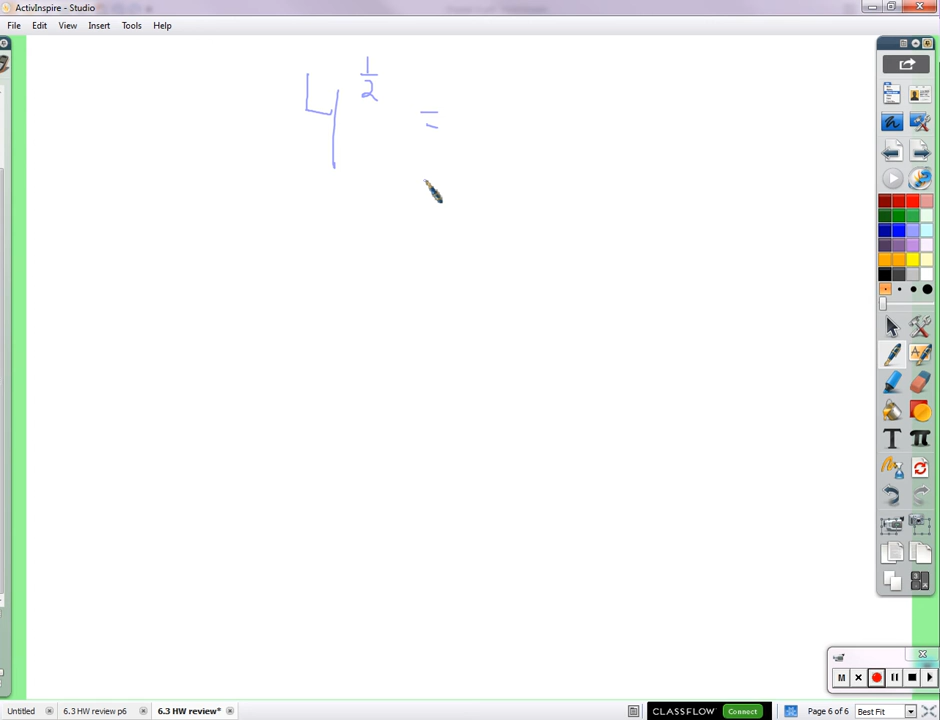 ActivInspire - Studio
File Edit View Insert Tools Help
4^(1/2) =
M
Untitled 6.3 HW review p6 6.3 HW review*
CLASSFLOW Connect Page 6 of 6 Best Fit